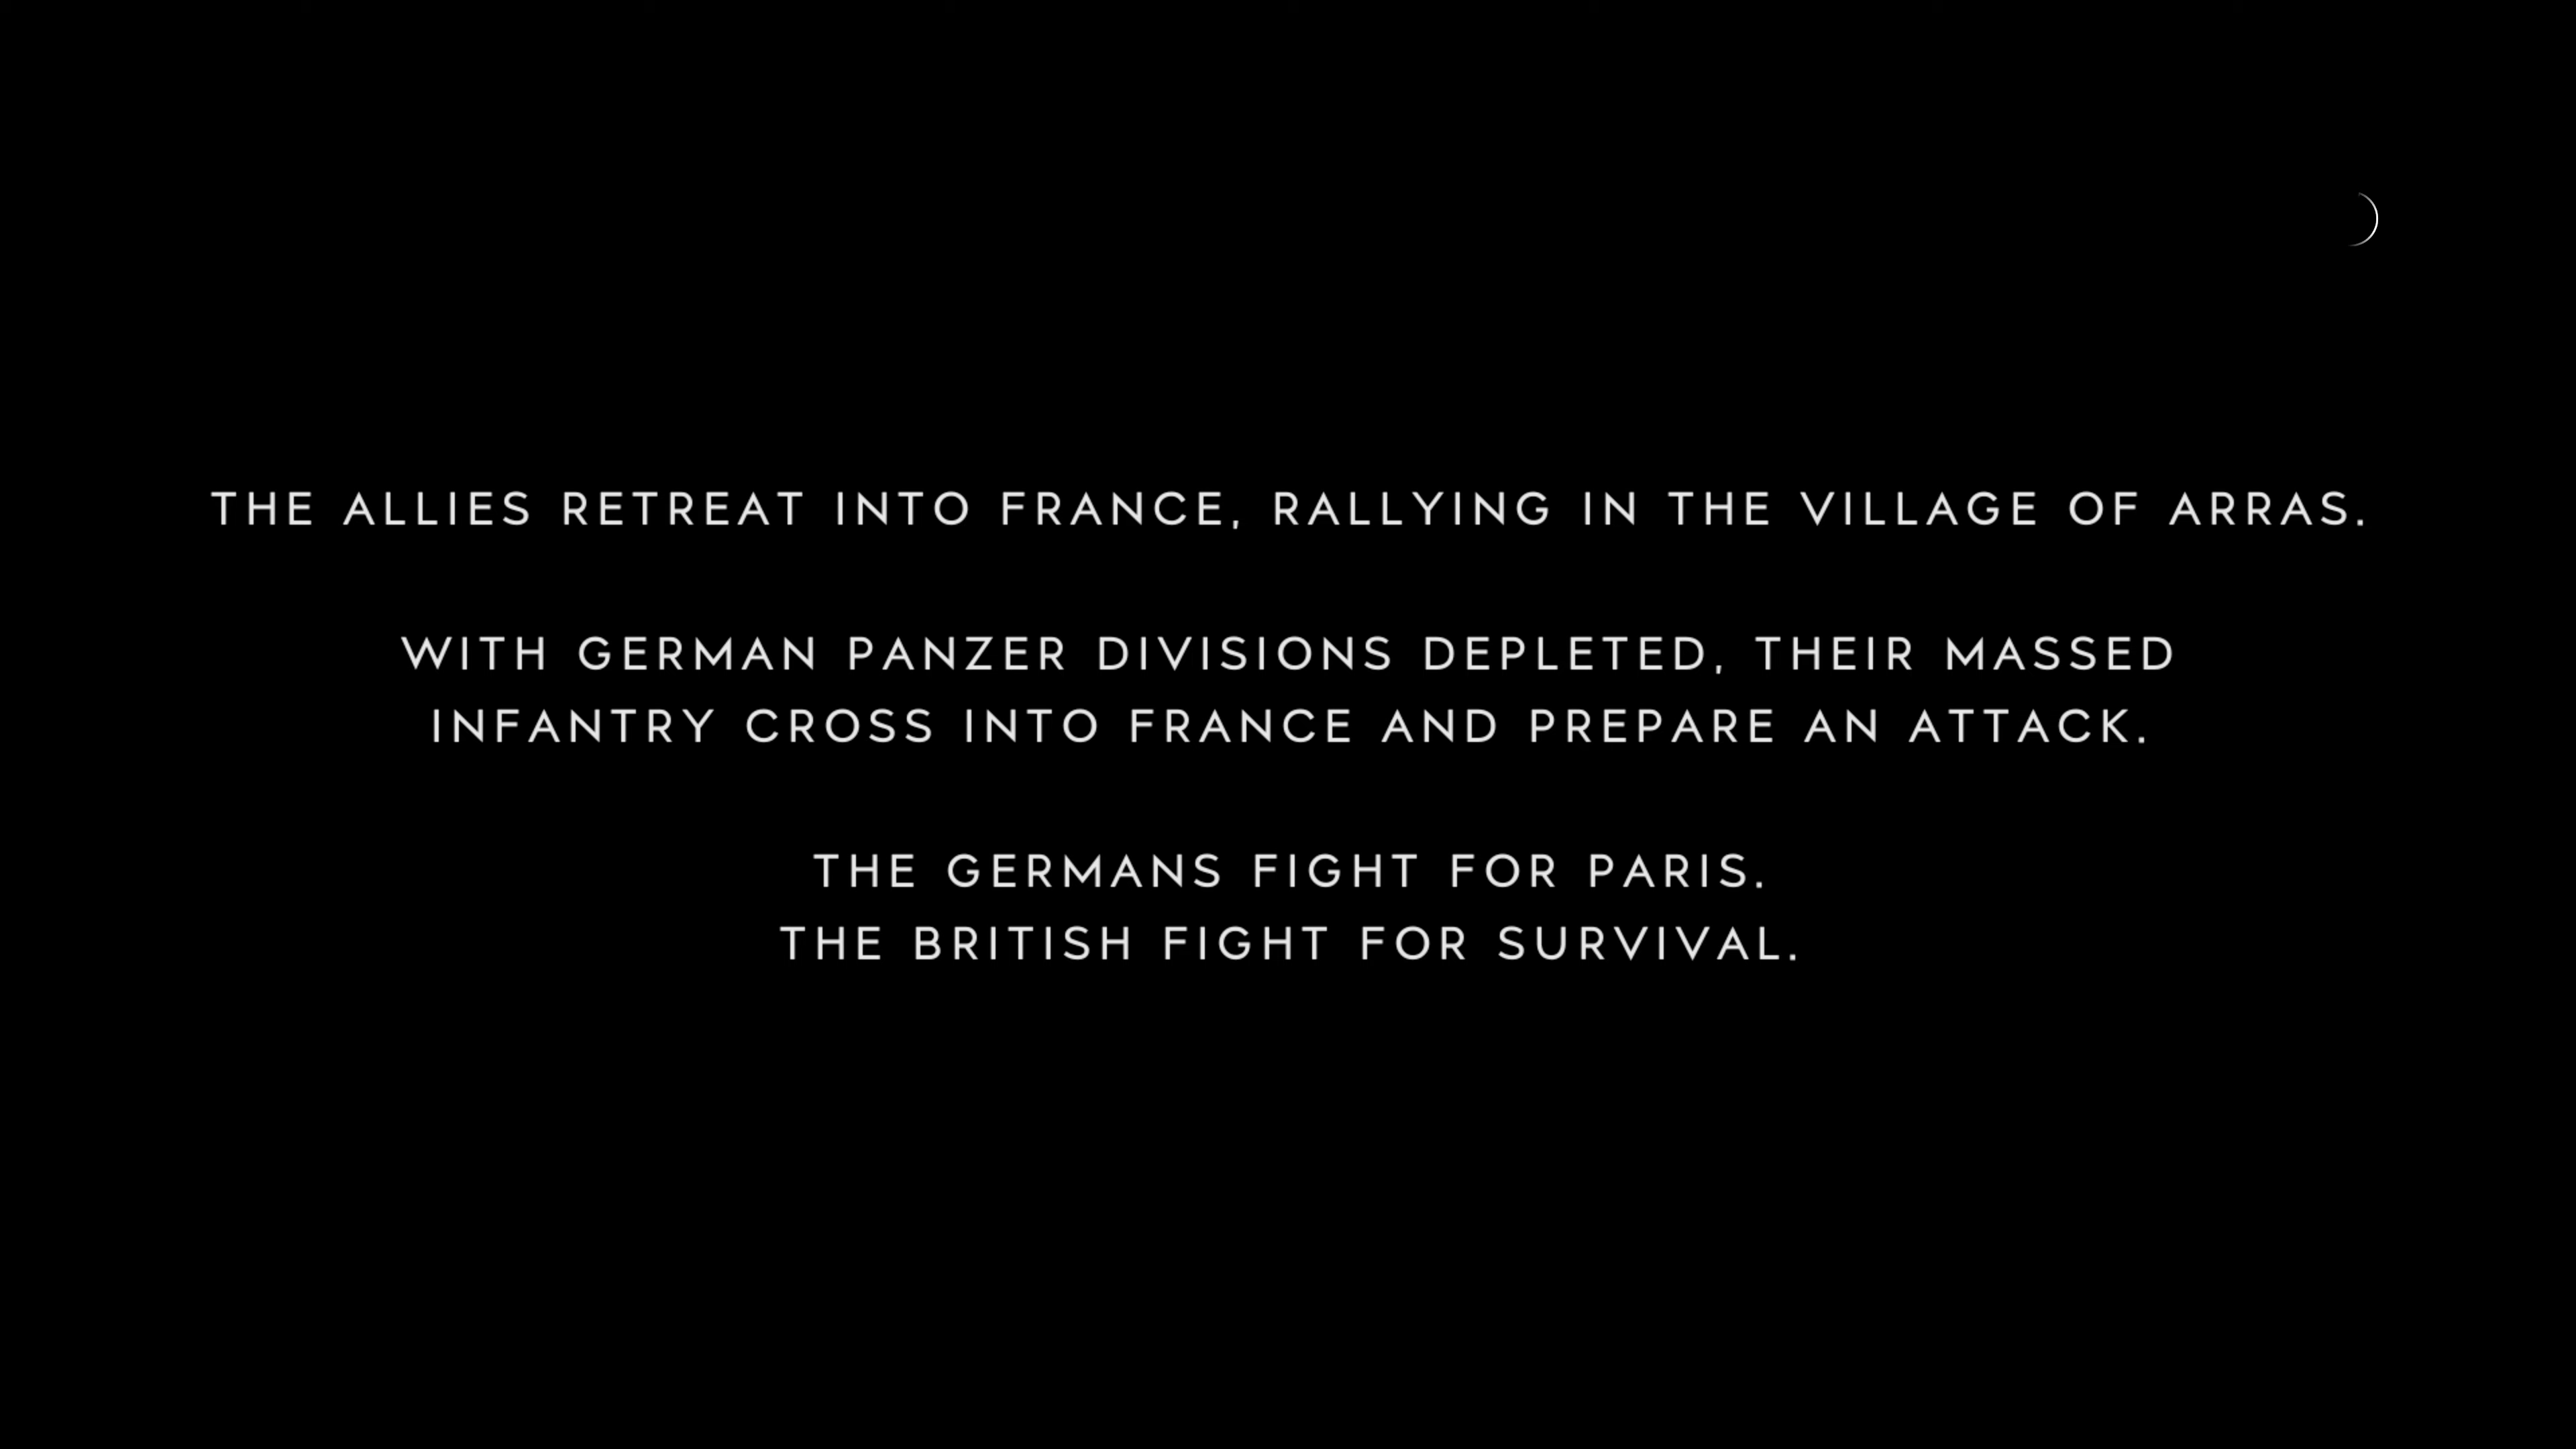 THE ALLIES RETREAT INTO FRANCE, RALLYING IN THE VILLAGE OF ARRAS.
WITH GERMAN PANZER DIVISIONS DEPLETED, THEIR MASSED
INFANTRY CROSS INTO FRANCE AND PREPARE AN ATTACK.
THE GERMANS FIGHT FOR PARIS.
THE BRITISH FIGHT FOR SURVIVAL.